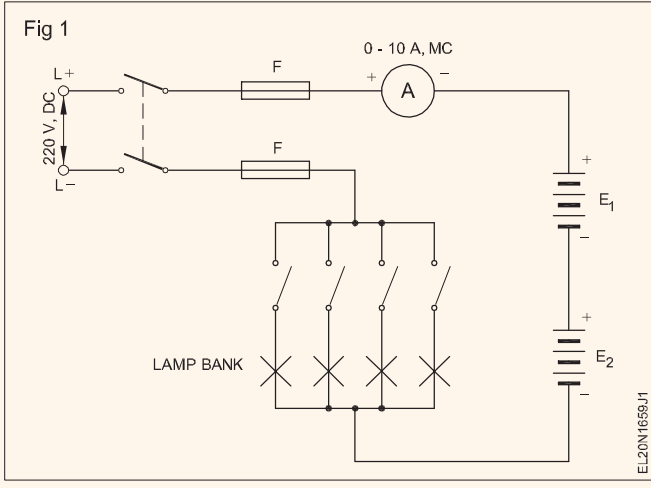 Fig 1
0 - 10 A, MC
F
L+
+
A
−
220 V, DC
F
L−
+
E1
−
+
LAMP BANK
E2
−
EL20N1659J1